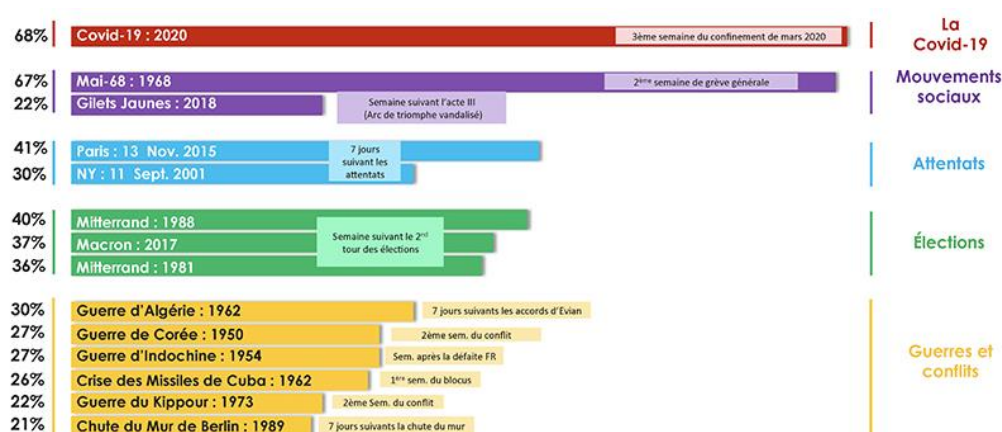 68% Covid-19 : 2020 3ème semaine du confinement de mars 2020
La
Covid-19
67% Mai-68 : 1968 2ème semaine de grève générale
22% Gilets Jaunes : 2018
Semaine suivant l'acte III
(Arc de triomphe vandalisé)
Mouvements
sociaux
41% Paris : 13 Nov. 2015
30% NY : 11 Sept. 2001
7 jours
suivant les
attentats
Attentats
40% Mitterrand : 1988
37% Macron : 2017
36% Mitterrand : 1981
Semaine suivant le 2nd
tour des élections
Élections
30% Guerre d'Algérie : 1962 7 jours suivants les accords d'Evian
27% Guerre de Corée : 1950 2ème sem. du conflit
27% Guerre d'Indochine : 1954 Sem. après la défaite FR
26% Crise des Missiles de Cuba : 1962 1ère sem. du blocus
22% Guerre du Kippour : 1973 2ème Sem. du conflit
21% Chute du Mur de Berlin : 1989 7 jours suivants la chute du mur
Guerres et
conflits